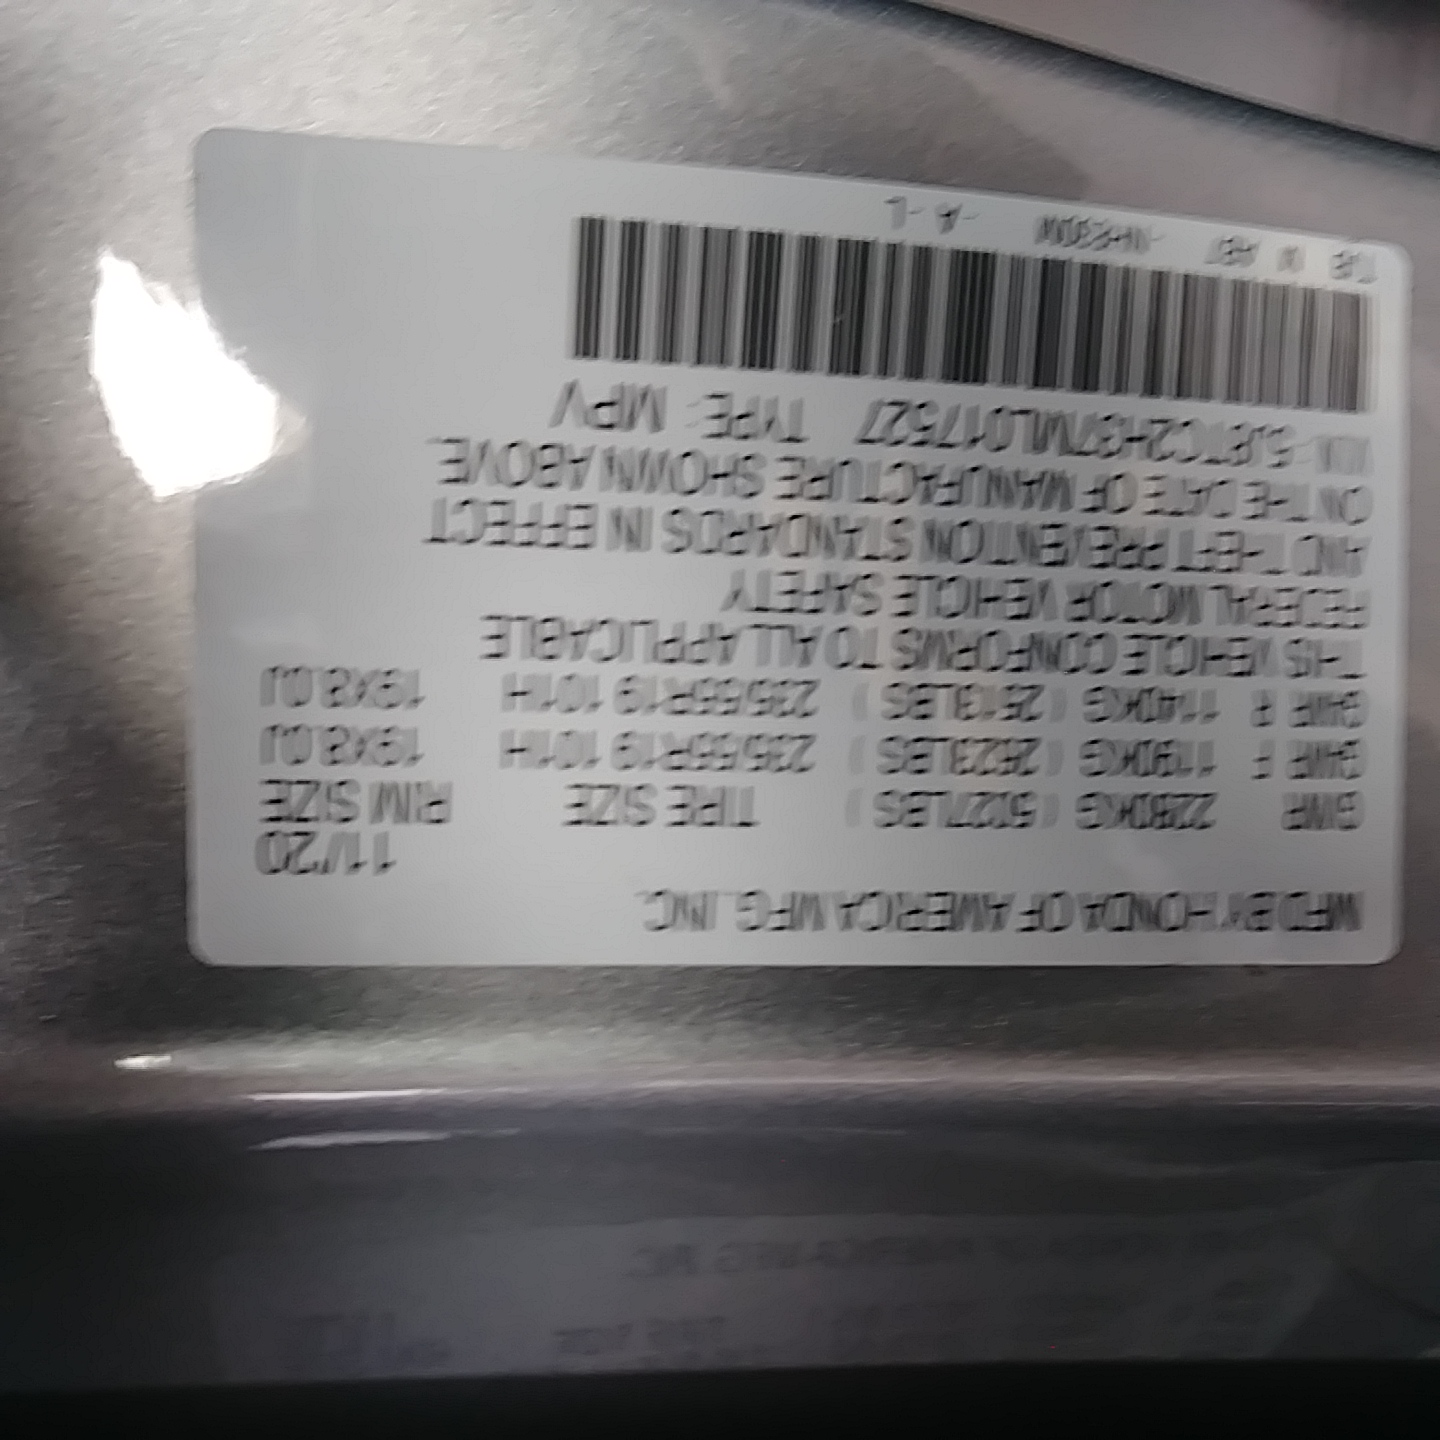 MFD. BY HONDA OF AMERICA MFG., INC.
11/20
GVWR 2280KG (5027LBS) TIRE SIZE RIM SIZE
GAWR F 1190KG (2623LBS) 235/55R19 101H 19X8.0J
GAWR R 1140KG (2513LBS) 235/55R19 101H 19X8.0J
THIS VEHICLE CONFORMS TO ALL APPLICABLE
FEDERAL MOTOR VEHICLE SAFETY
AND THEFT PREVENTION STANDARDS IN EFFECT
ON THE DATE OF MANUFACTURE SHOWN ABOVE.
V.I.N.: 5J8TC2H37ML017527 TYPE: MPV
-A -L